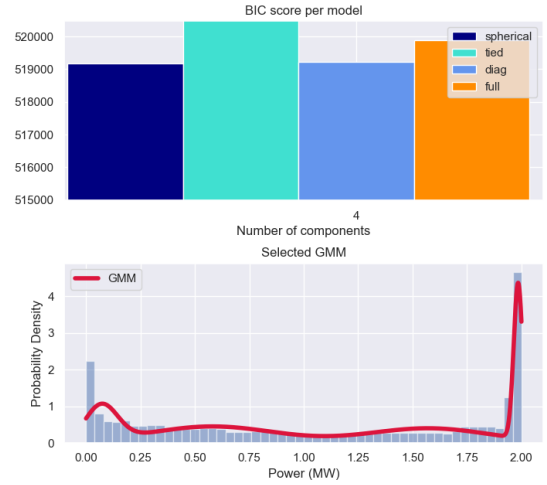 BIC score per model
520000
519000
518000
517000
516000
515000
spherical
tied
diag
full
4
Number of components
Selected GMM
GMM
4
3
2
1
0
Probability Density
0.00 0.25 0.50 0.75 1.00 1.25 1.50 1.75 2.00
Power (MW)